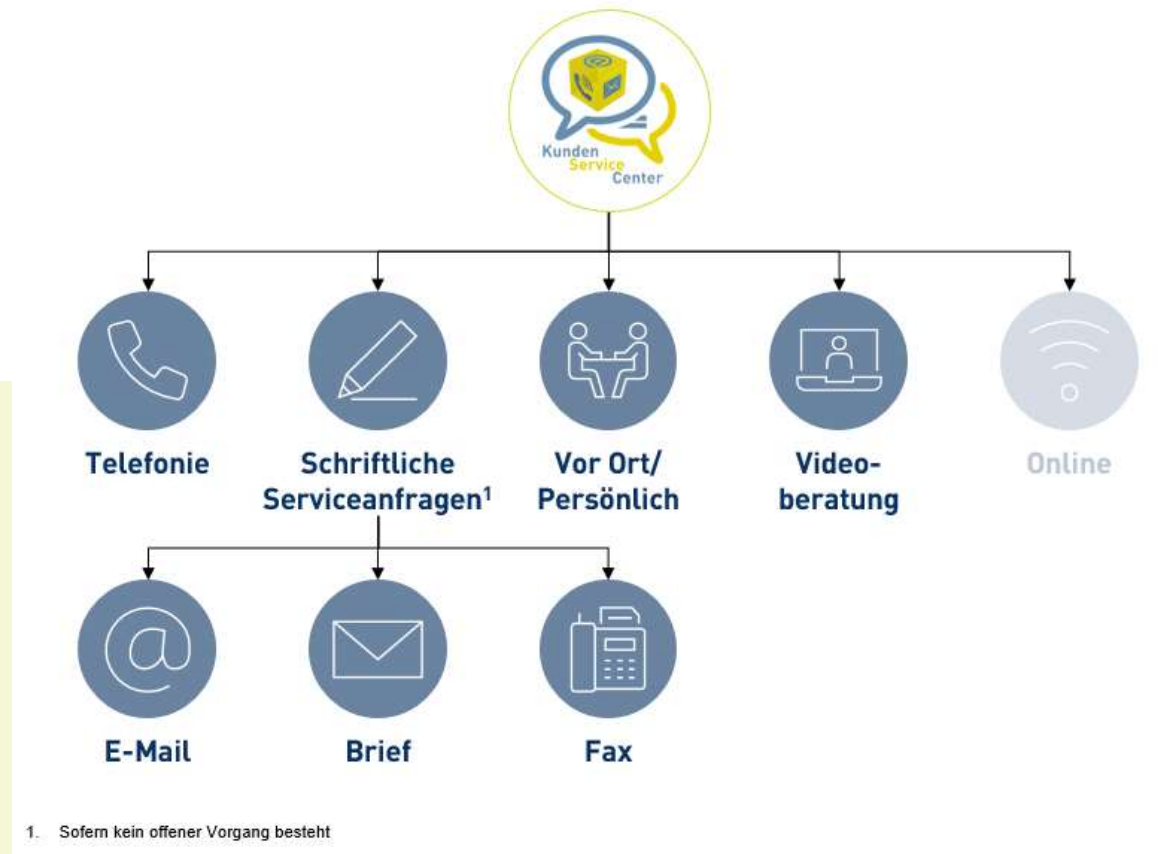 Kunden
Service
Center
Telefonie
Schriftliche
Serviceanfragen¹
Vor Ort/
Persönlich
Video-
beratung
Online
E-Mail
Brief
Fax
1. Sofern kein offener Vorgang besteht